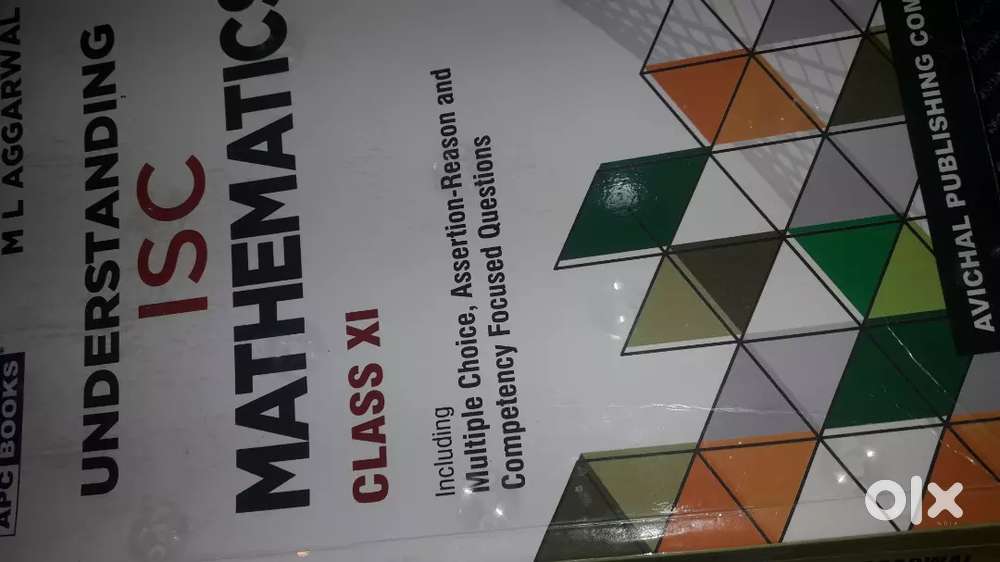 APC BOOKS
M L AGGARWAL
UNDERSTANDING
ISC
MATHEMATICS
CLASS XI
Including
Multiple Choice, Assertion-Reason and
Competency Focused Questions
AVICHAL PUBLISHING COM
olx